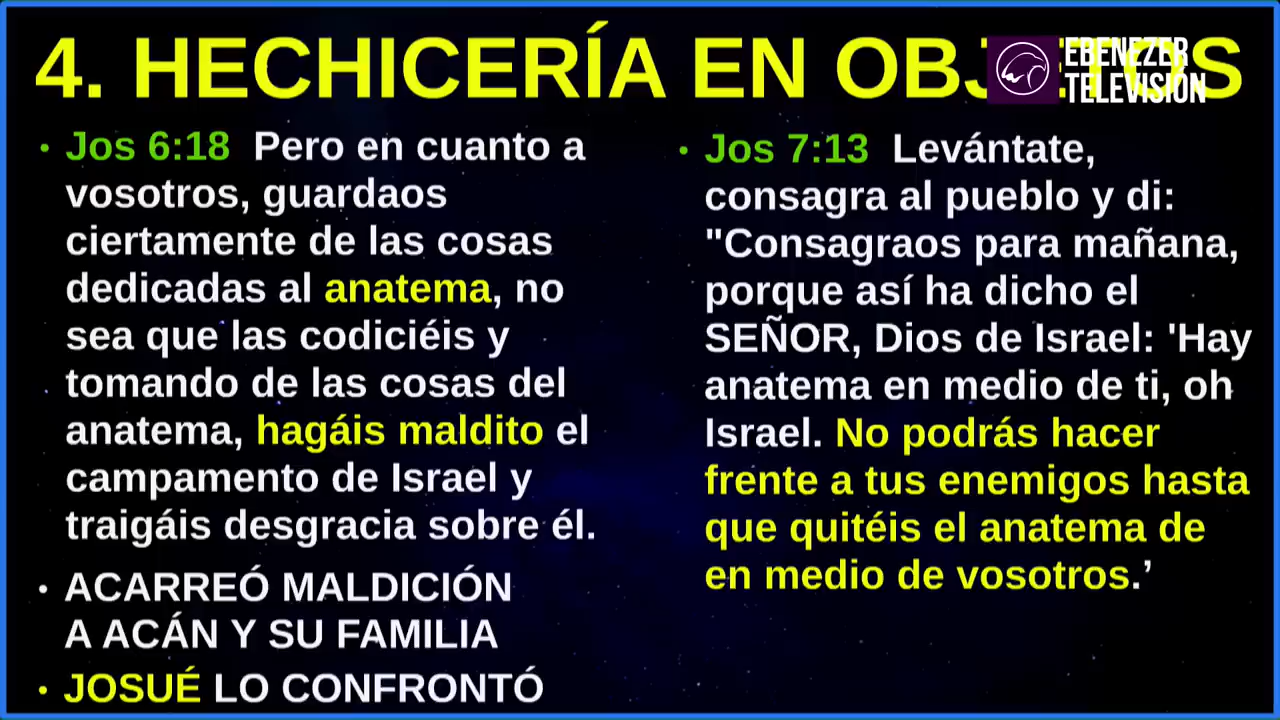 4. HECHICERÍA EN OBJETOS
EBENEZER
TELEVISIÓN
• Jos 6:18 Pero en cuanto a
vosotros, guardaos
ciertamente de las cosas
dedicadas al anatema, no
sea que las codiciéis y
tomando de las cosas del
anatema, hagáis maldito el
campamento de Israel y
traigáis desgracia sobre él.
• ACARREÓ MALDICIÓN
A ACÁN Y SU FAMILIA
• JOSUÉ LO CONFRONTÓ
• Jos 7:13 Levántate,
consagra al pueblo y di:
"Consagraos para mañana,
porque así ha dicho el
SEÑOR, Dios de Israel: 'Hay
anatema en medio de ti, oh
Israel. No podrás hacer
frente a tus enemigos hasta
que quitéis el anatema de
en medio de vosotros.’